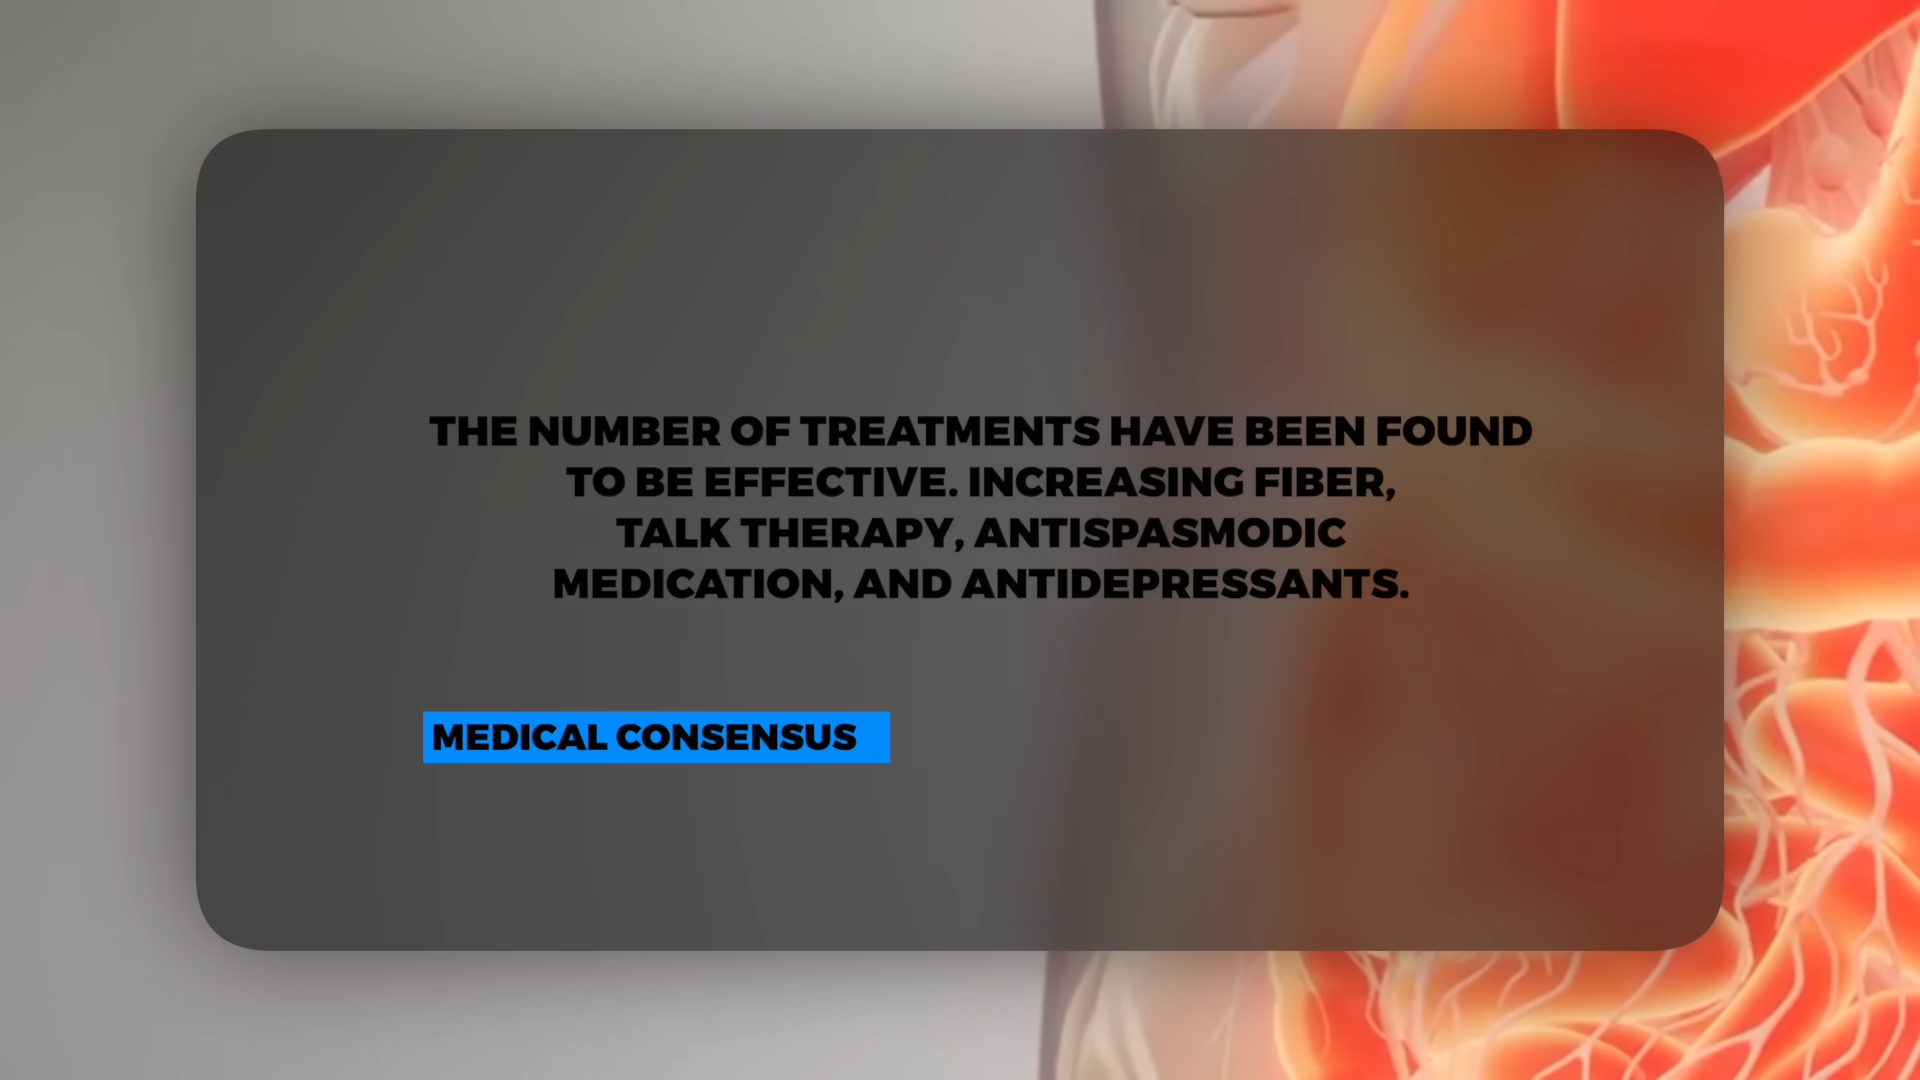 THE NUMBER OF TREATMENTS HAVE BEEN FOUND
TO BE EFFECTIVE. INCREASING FIBER,
TALK THERAPY, ANTISPASMODIC
MEDICATION, AND ANTIDEPRESSANTS.
MEDICAL CONSENSUS